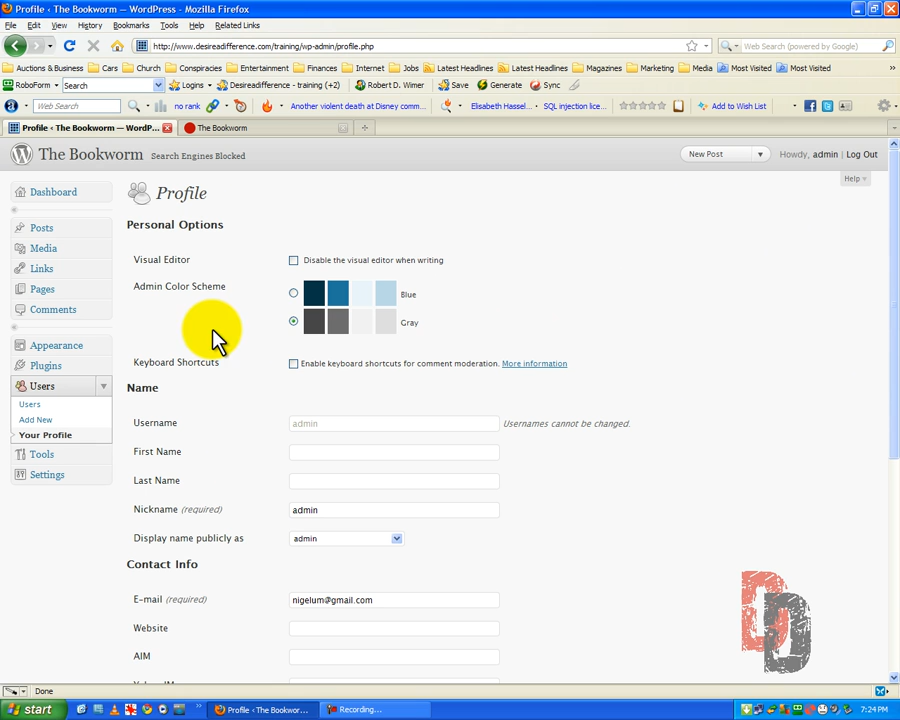 Profile ‹ The Bookworm — WordPress - Mozilla Firefox
File Edit View History Bookmarks Tools Help Related Links
http://www.desireadifference.com/training/wp-admin/profile.php
Web Search (powered by Google)
Auctions & Business Cars Church Conspiracies Entertainment Finances Internet Jobs Latest Headlines Latest Headlines Magazines Marketing Media Most Visited Most Visited
RoboForm Search Logins Desireadifference - training (+2) Robert D. Wimer Save Generate Sync
Web Search no rank Another violent death at Disney comm... Elisabeth Hassel... SQL injection lice... Add to Wish List
Profile ‹ The Bookworm — WordP... The Bookworm
The Bookworm Search Engines Blocked New Post Howdy, admin | Log Out
Help
Dashboard
Posts
Media
Links
Pages
Comments
Appearance
Plugins
Users
Users
Add New
Your Profile
Tools
Settings
Profile
Personal Options
Visual Editor Disable the visual editor when writing
Admin Color Scheme Blue
Gray
Keyboard Shortcuts Enable keyboard shortcuts for comment moderation. More information
Name
Username admin Usernames cannot be changed.
First Name
Last Name
Nickname (required) admin
Display name publicly as admin
Contact Info
E-mail (required) nigelum@gmail.com
Website
AIM
DD
Done
start Profile ‹ The Bookwor... Recording... 7:24 PM